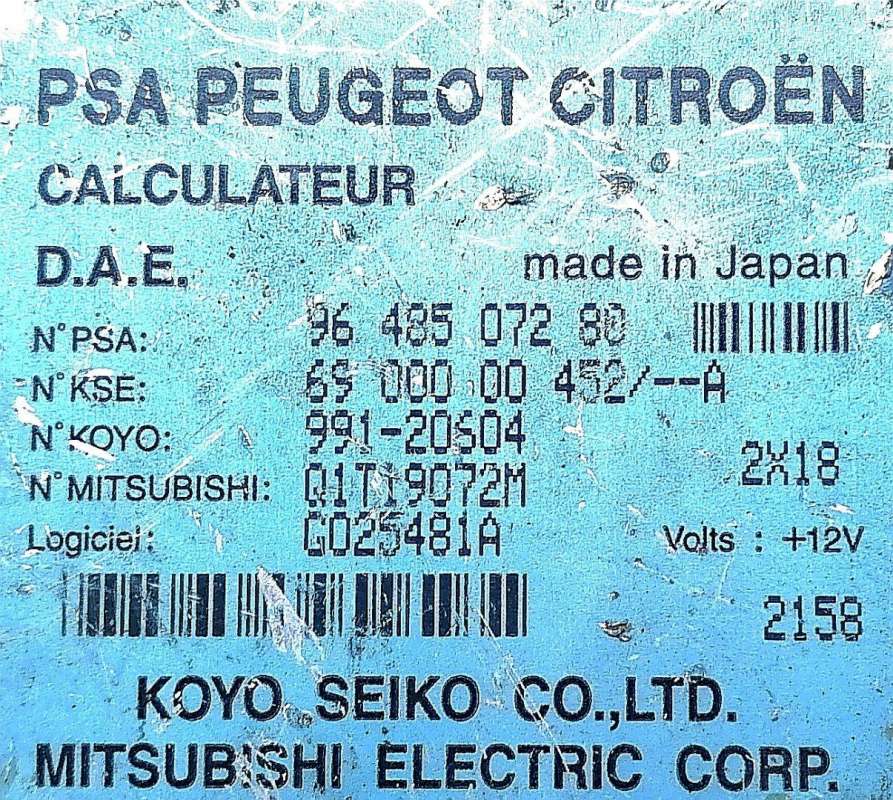 PSA PEUGEOT CITROËN
CALCULATEUR
D.A.E. made in Japan
N°PSA: 96 485 072 80
N°KSE: 69 000 00 452/--A
N°KOYO: 991-20604
N°MITSUBISHI: Q1T19072M 2X18
Logiciel: G025481A Volts : +12V
2158
KOYO SEIKO CO.,LTD.
MITSUBISHI ELECTRIC CORP.